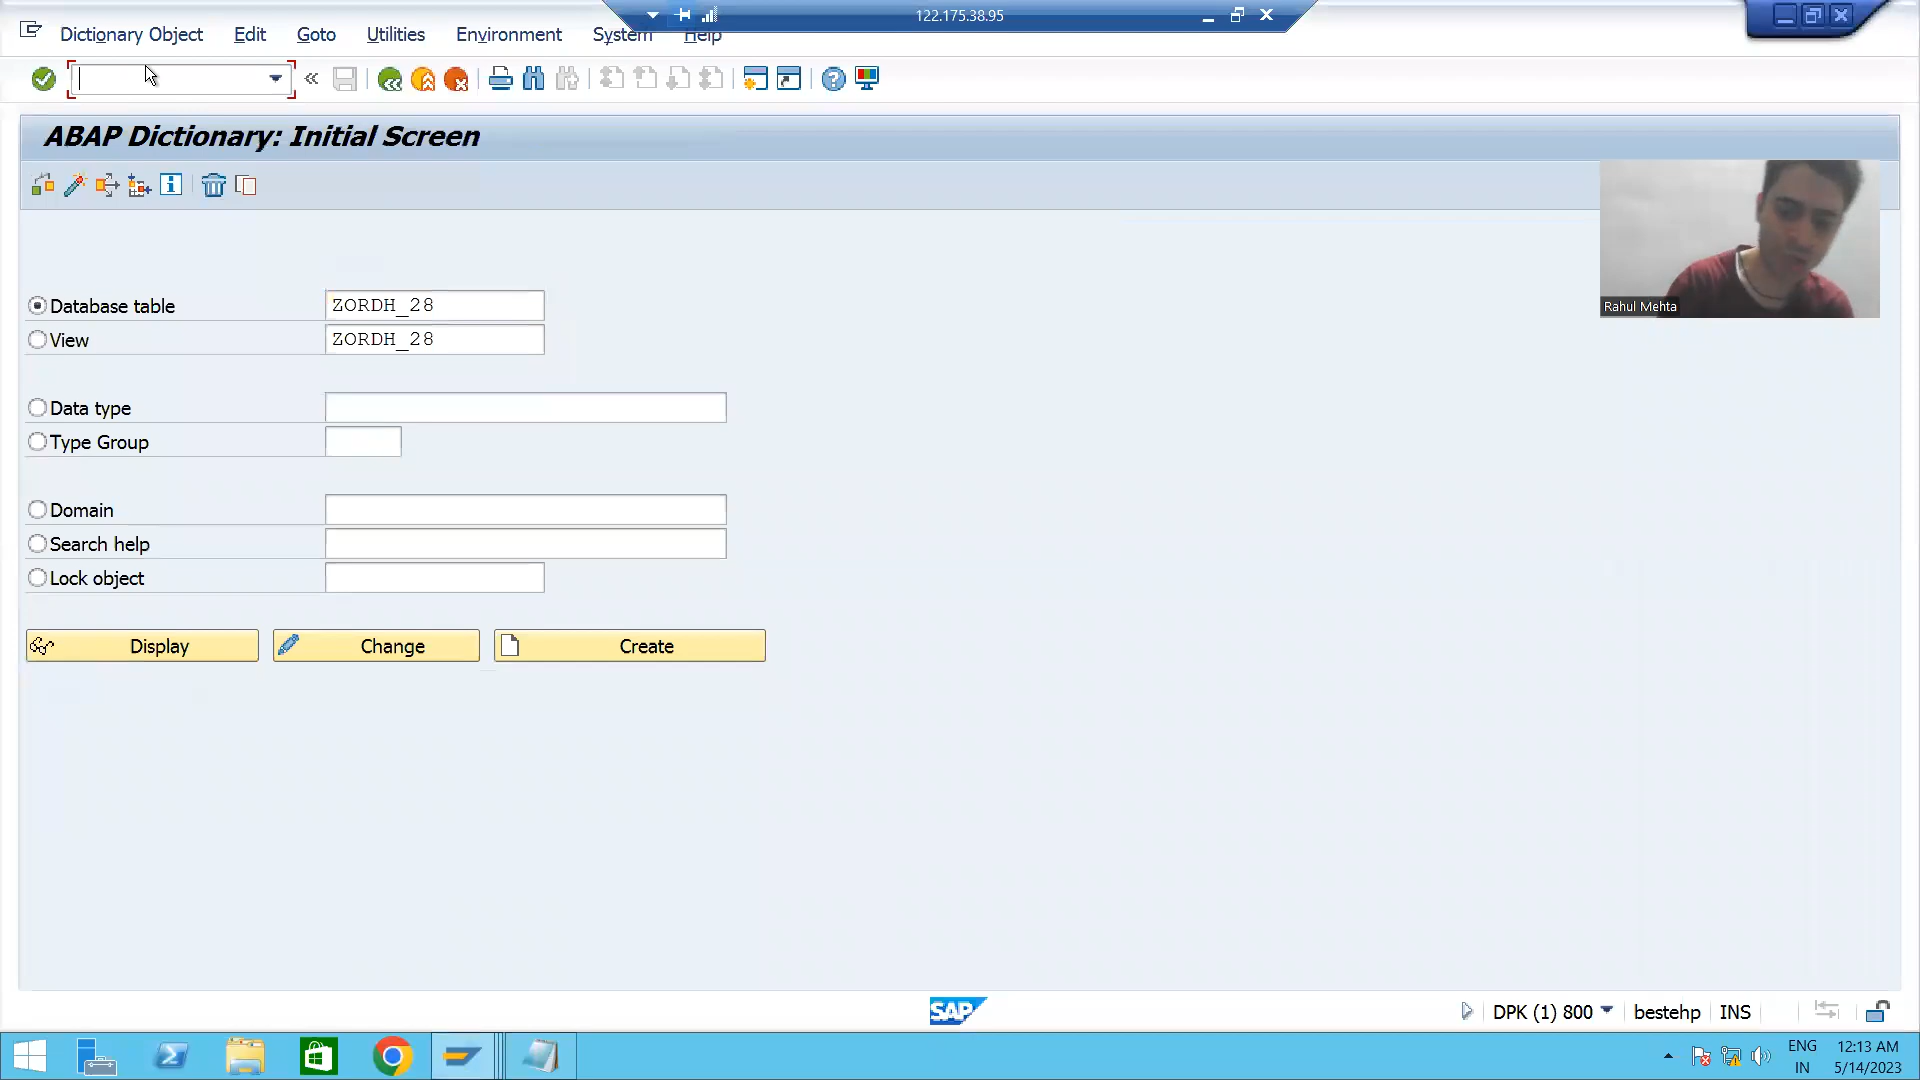 122.175.38.95
Dictionary Object Edit Goto Utilities Environment System Help
ABAP Dictionary: Initial Screen
Rahul Mehta
Database table ZORDH_28
View ZORDH_28
Data type
Type Group
Domain
Search help
Lock object
Display Change Create
SAP
DPK (1) 800 bestehp INS
ENG 12:13 AM
IN 5/14/2023